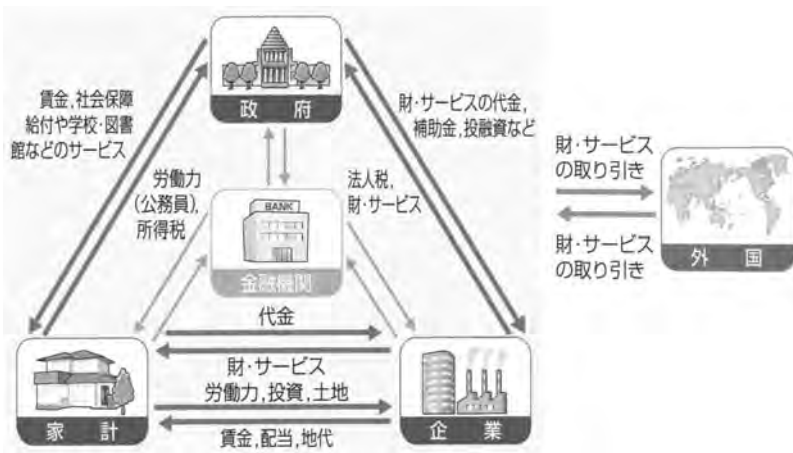 政 府
賃金,社会保障
給付や学校・図書
館などのサービス
財・サービスの代金,
補助金,投融資など
労働力
(公務員),
所得税
法人税,
財・サービス
BANK
金融機関
財・サービス
の取り引き
財・サービス
の取り引き
外 国
代金
財・サービス
労働力,投資,土地
賃金,配当,地代
家 計
企 業